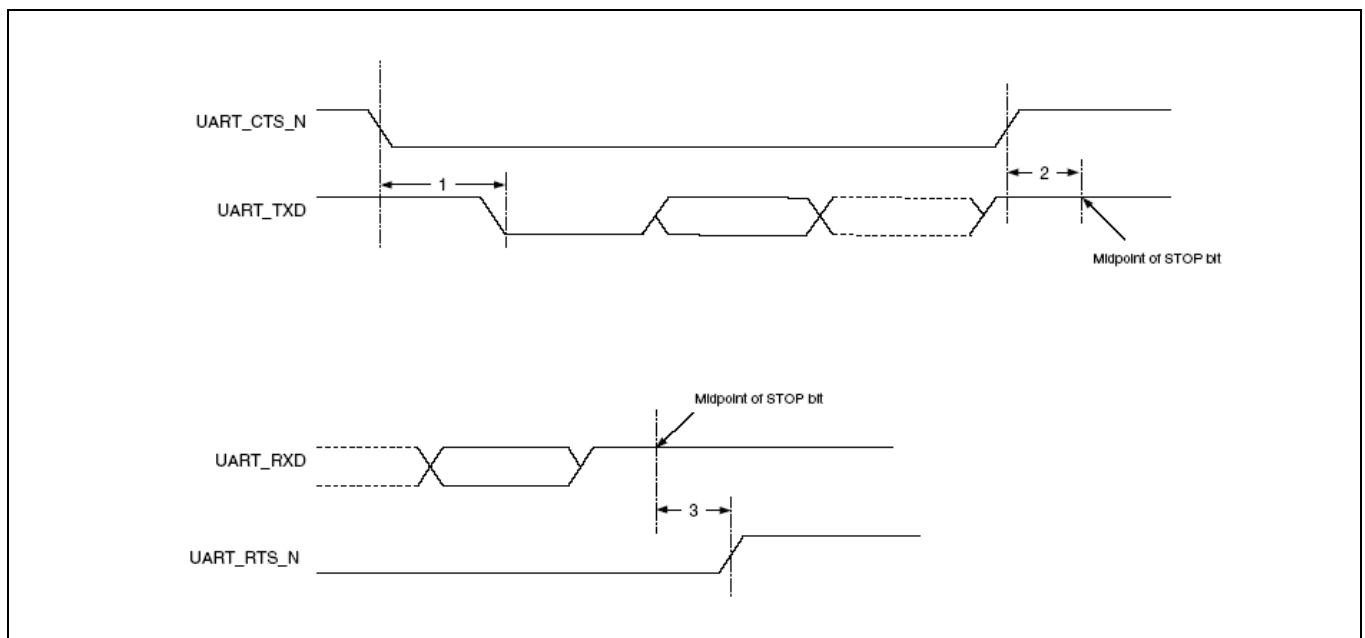 UART_CTS_N
1
2
UART_TXD
Midpoint of STOP bit
Midpoint of STOP bit
UART_RXD
3
UART_RTS_N